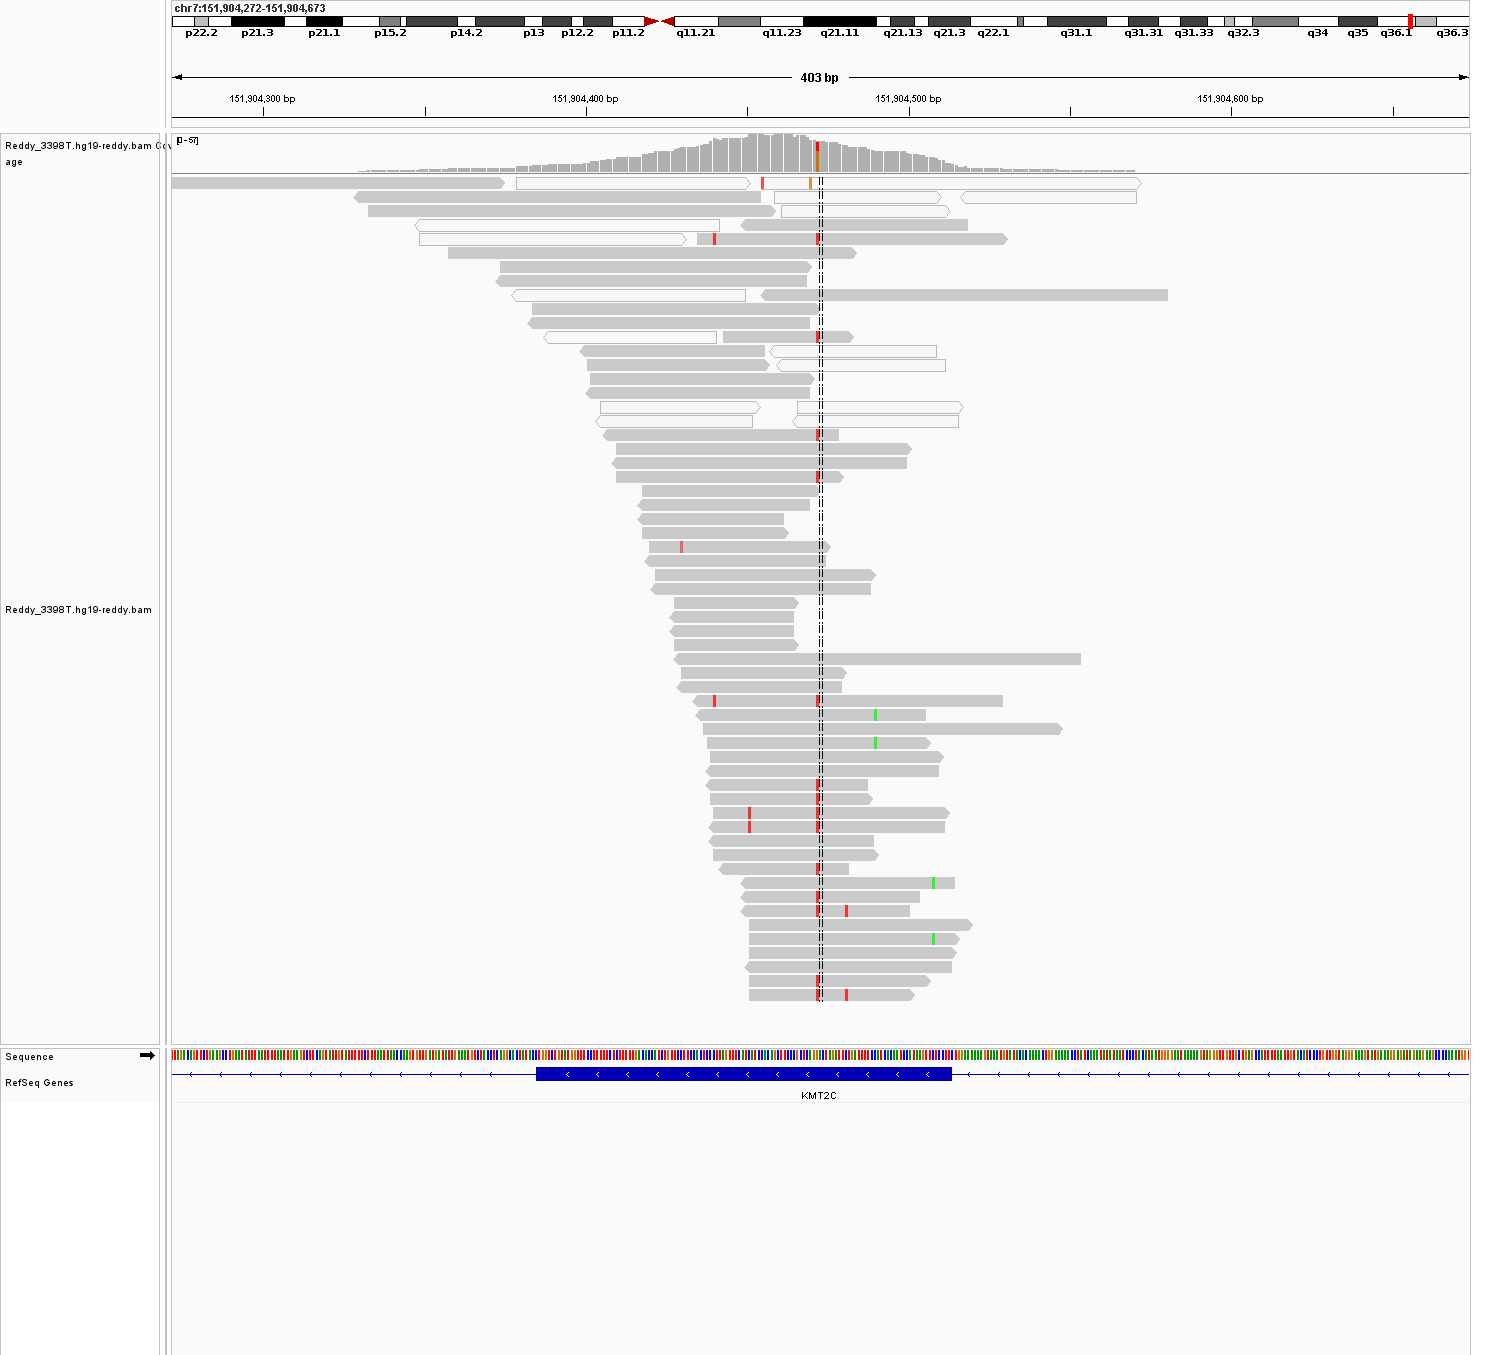 chr7:151,904,272-151,904,673
p22.2 p21.3 p21.1 p15.2 p14.2 p13 p12.2 p11.2 q11.21 q11.23 q21.11 q21.13 q21.3 q22.1 q31.1 q31.31 q31.33 q32.3 q34 q35 q36.1 q36.3
403 bp
151,904,300 bp 151,904,400 bp 151,904,500 bp 151,904,600 bp
Reddy_3398T.hg19-reddy.bam Cov
age
[0 - 57]
Reddy_3398T.hg19-reddy.bam
Sequence
RefSeq Genes
KMT2C